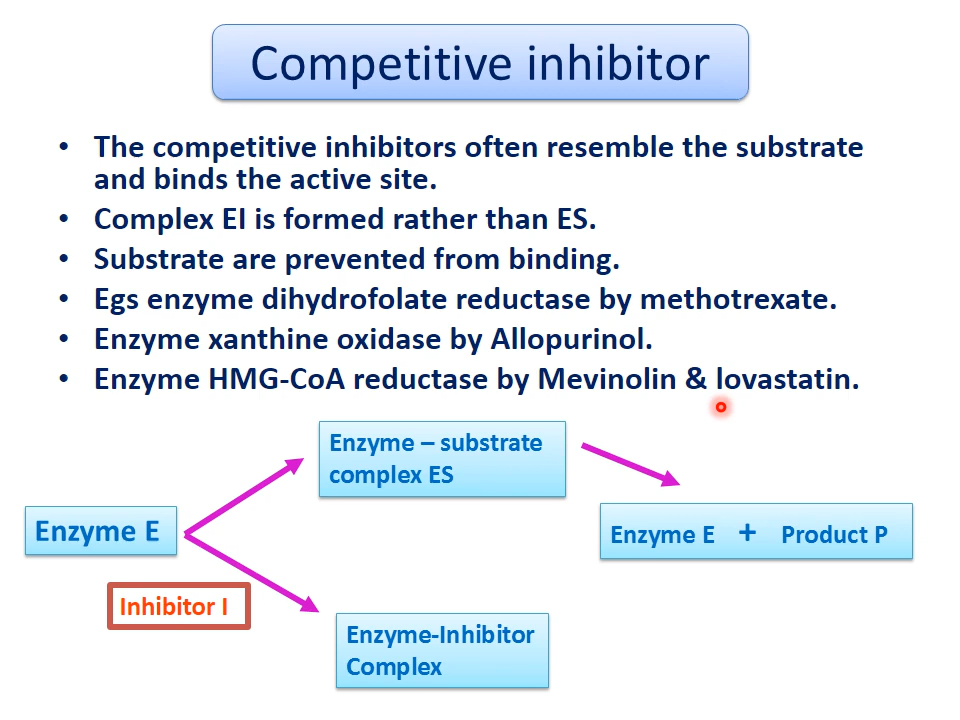 Competitive inhibitor
• The competitive inhibitors often resemble the substrate
and binds the active site.
• Complex EI is formed rather than ES.
• Substrate are prevented from binding.
• Egs enzyme dihydrofolate reductase by methotrexate.
• Enzyme xanthine oxidase by Allopurinol.
• Enzyme HMG-CoA reductase by Mevinolin & lovastatin.
Enzyme – substrate
complex ES
Enzyme E
Enzyme E + Product P
Inhibitor I
Enzyme-Inhibitor
Complex